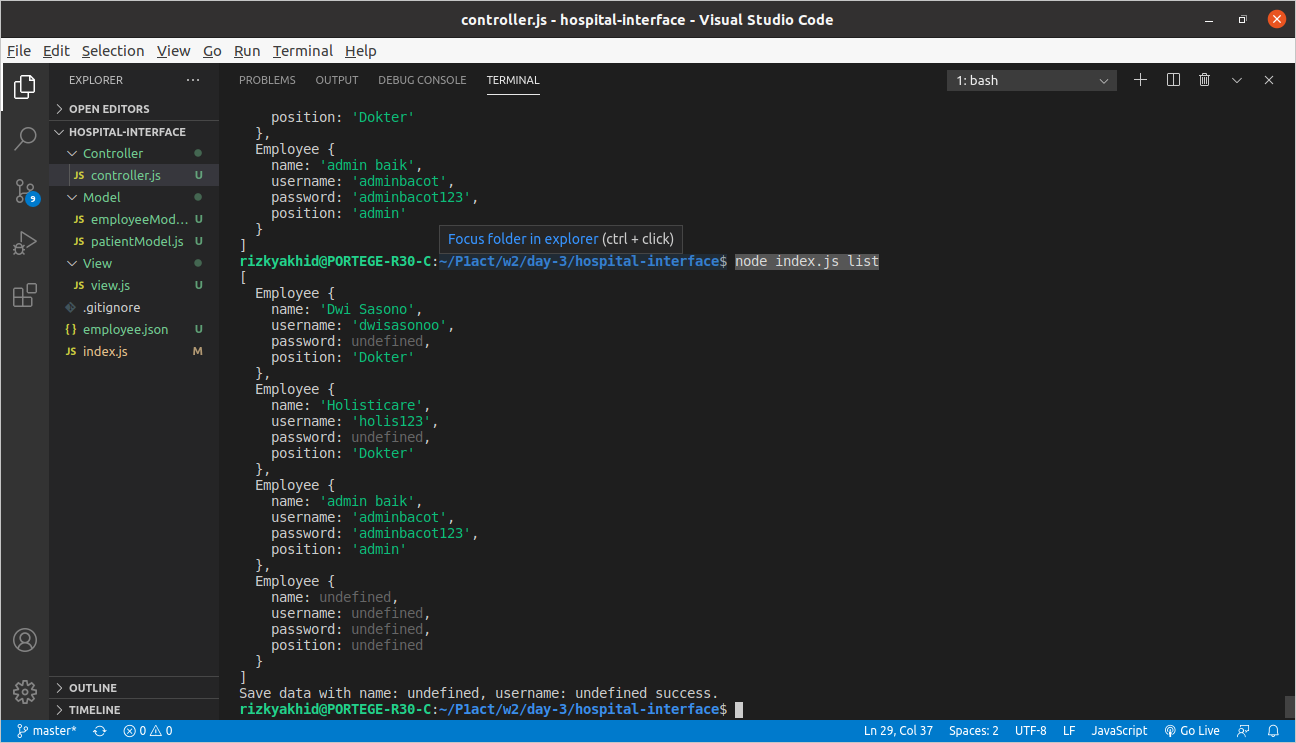 controller.js - hospital-interface - Visual Studio Code
File Edit Selection View Go Run Terminal Help
EXPLORER
OPEN EDITORS
HOSPITAL-INTERFACE
Controller
JS controller.js U
Model
JS employeeMod... U
JS patientModel.js U
View
JS view.js U
.gitignore
{} employee.json U
JS index.js M
OUTLINE
TIMELINE
9
PROBLEMS OUTPUT DEBUG CONSOLE TERMINAL
1: bash
    position: 'Dokter'
  },
  Employee {
    name: 'admin baik',
    username: 'adminbacot',
    password: 'adminbacot123',
    position: 'admin'
  }
]
Focus folder in explorer (ctrl + click)
rizkyakhid@PORTEGE-R30-C:~/P1act/w2/day-3/hospital-interface$ node index.js list
[
  Employee {
    name: 'Dwi Sasono',
    username: 'dwisasonoo',
    password: undefined,
    position: 'Dokter'
  },
  Employee {
    name: 'Holisticare',
    username: 'holis123',
    password: undefined,
    position: 'Dokter'
  },
  Employee {
    name: 'admin baik',
    username: 'adminbacot',
    password: 'adminbacot123',
    position: 'admin'
  },
  Employee {
    name: undefined,
    username: undefined,
    password: undefined,
    position: undefined
  }
]
Save data with name: undefined, username: undefined success.
rizkyakhid@PORTEGE-R30-C:~/P1act/w2/day-3/hospital-interface$
master* 0 0 Ln 29, Col 37 Spaces: 2 UTF-8 LF JavaScript Go Live